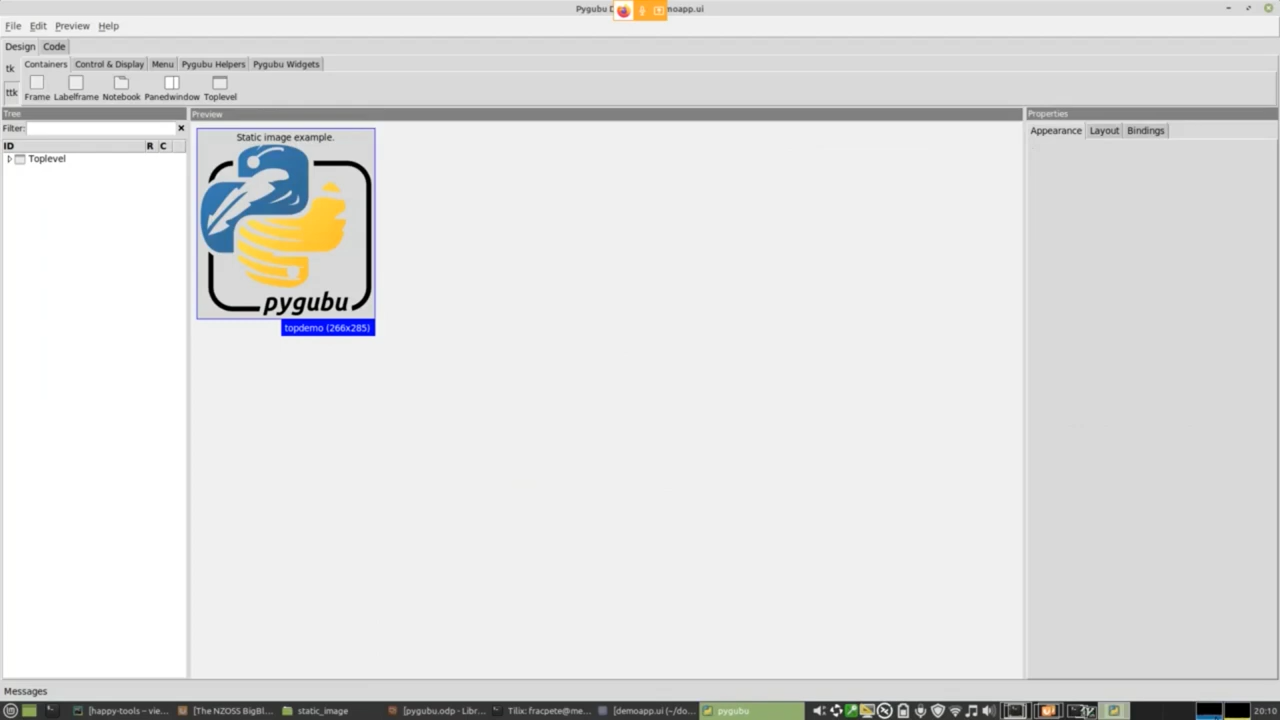 Pygubu D
moapp.ui
File Edit Preview Help
Design Code
tk
Containers Control & Display Menu Pygubu Helpers Pygubu Widgets
ttk
Frame Labelframe Notebook Panedwindow Toplevel
Tree
Preview
Properties
Filter:
Appearance Layout Bindings
ID R C
Toplevel
Static image example.
pygubu
topdemo (266x285)
Messages
[happy-tools – vie... [The NZOSS BigBl... static_image [pygubu.odp - Libr... Tilix: fracpete@me... [demoapp.ui (~/do... pygubu 20:10